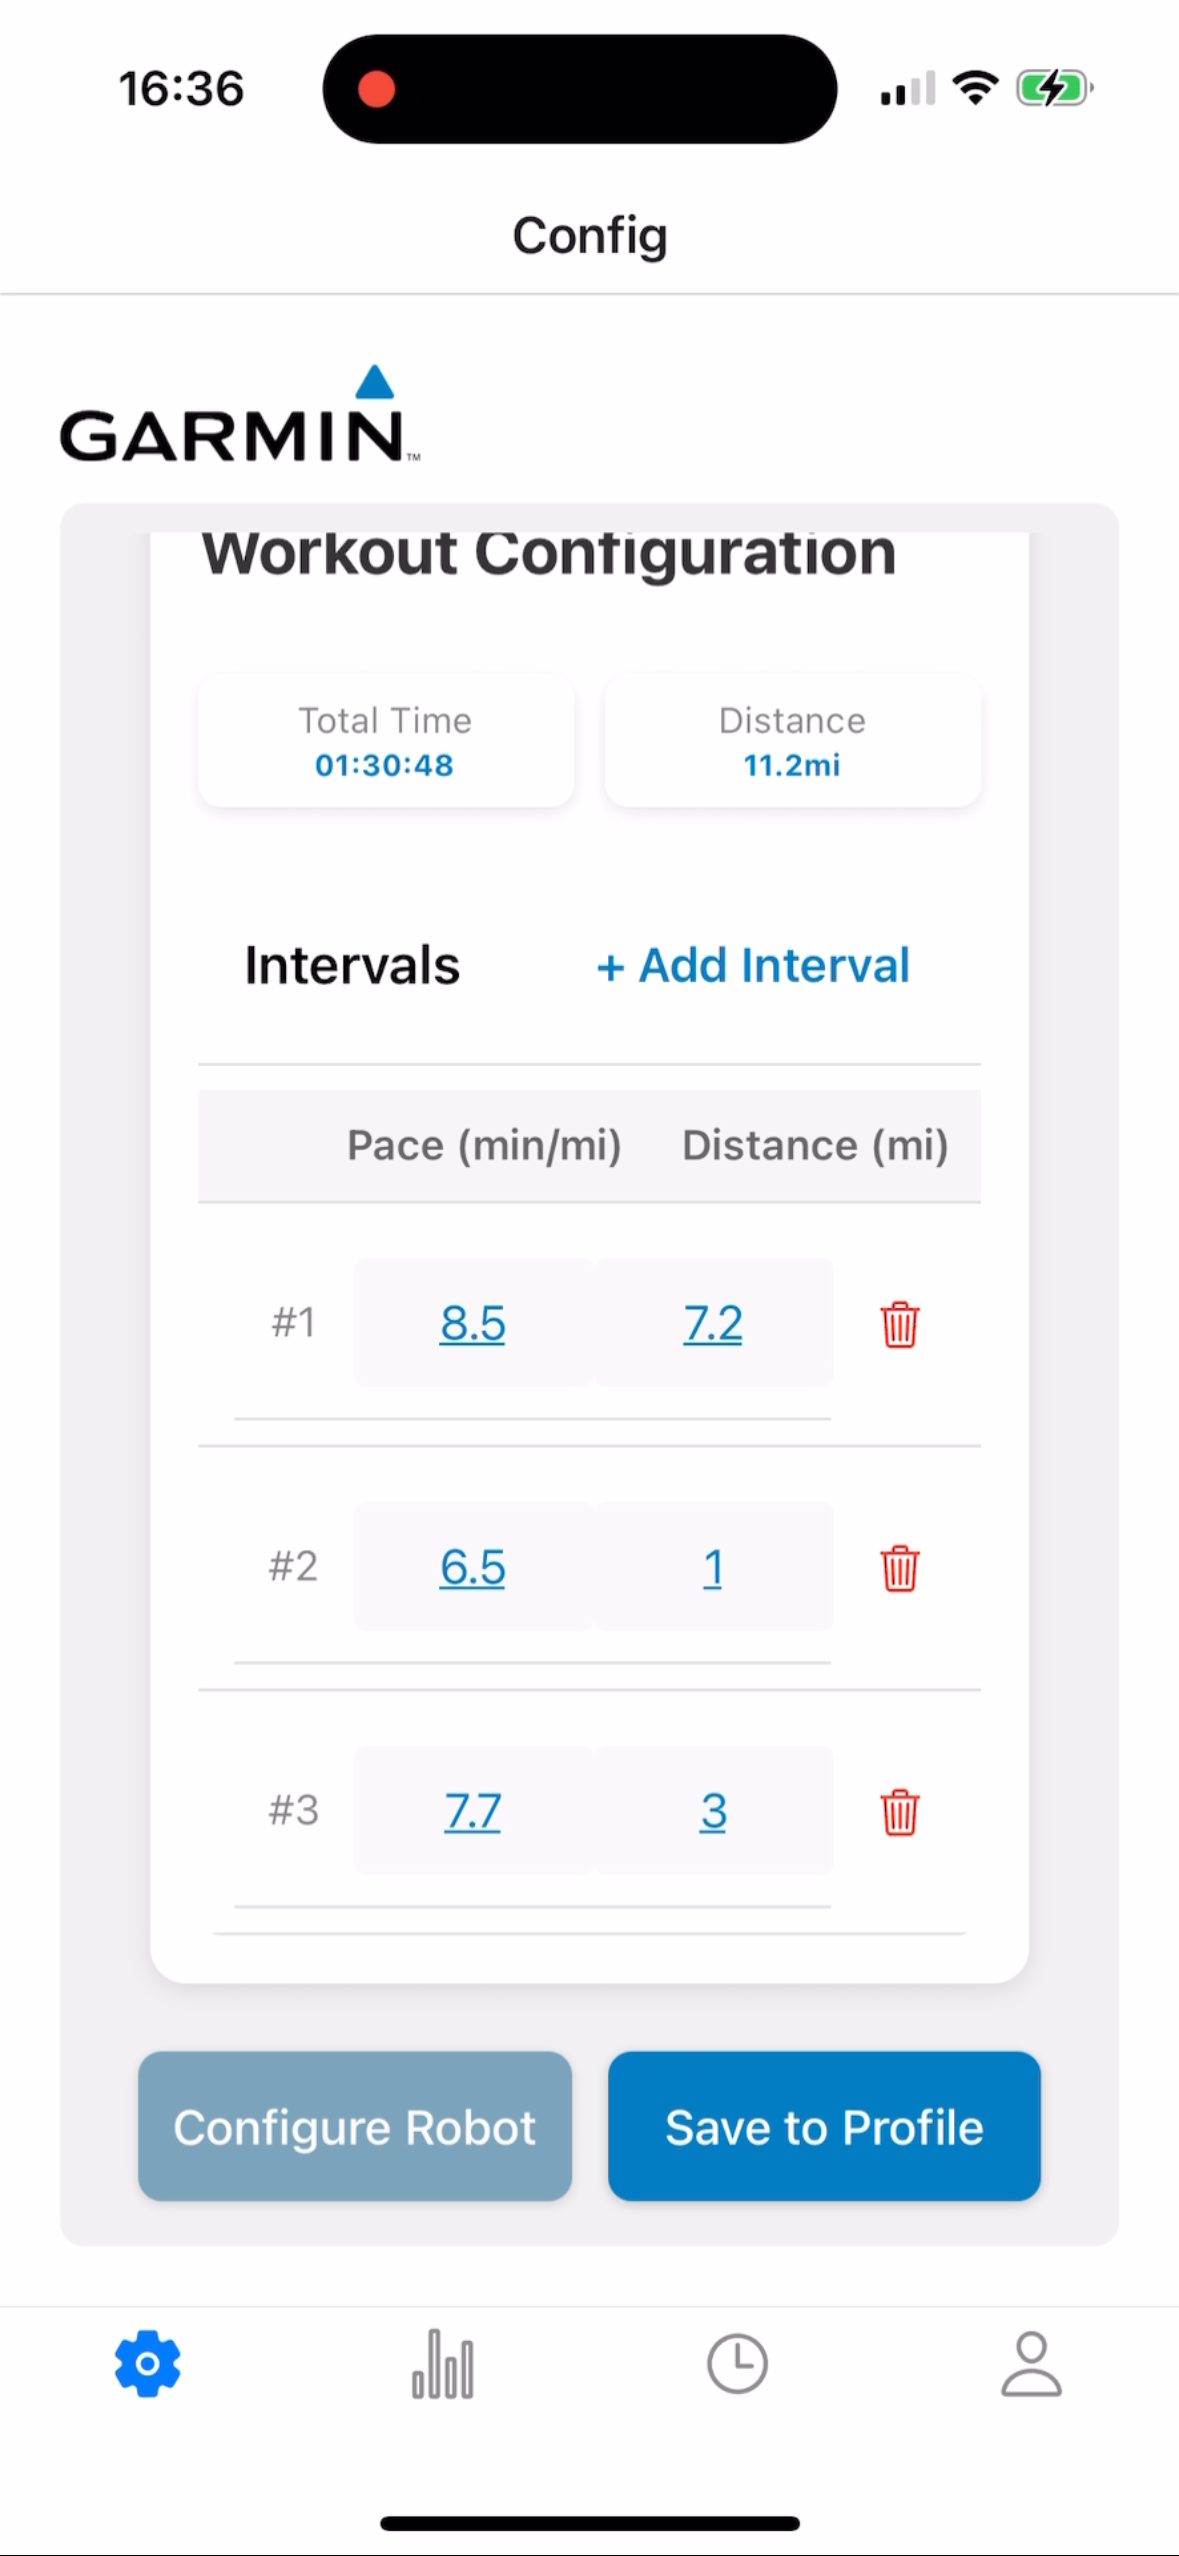 16:36
Config
GARMIN™
Workout Configuration
Total Time
01:30:48
Distance
11.2mi
Intervals
+ Add Interval
Pace (min/mi) Distance (mi)
#1 8.5 7.2
#2 6.5 1
#3 7.7 3
Configure Robot
Save to Profile